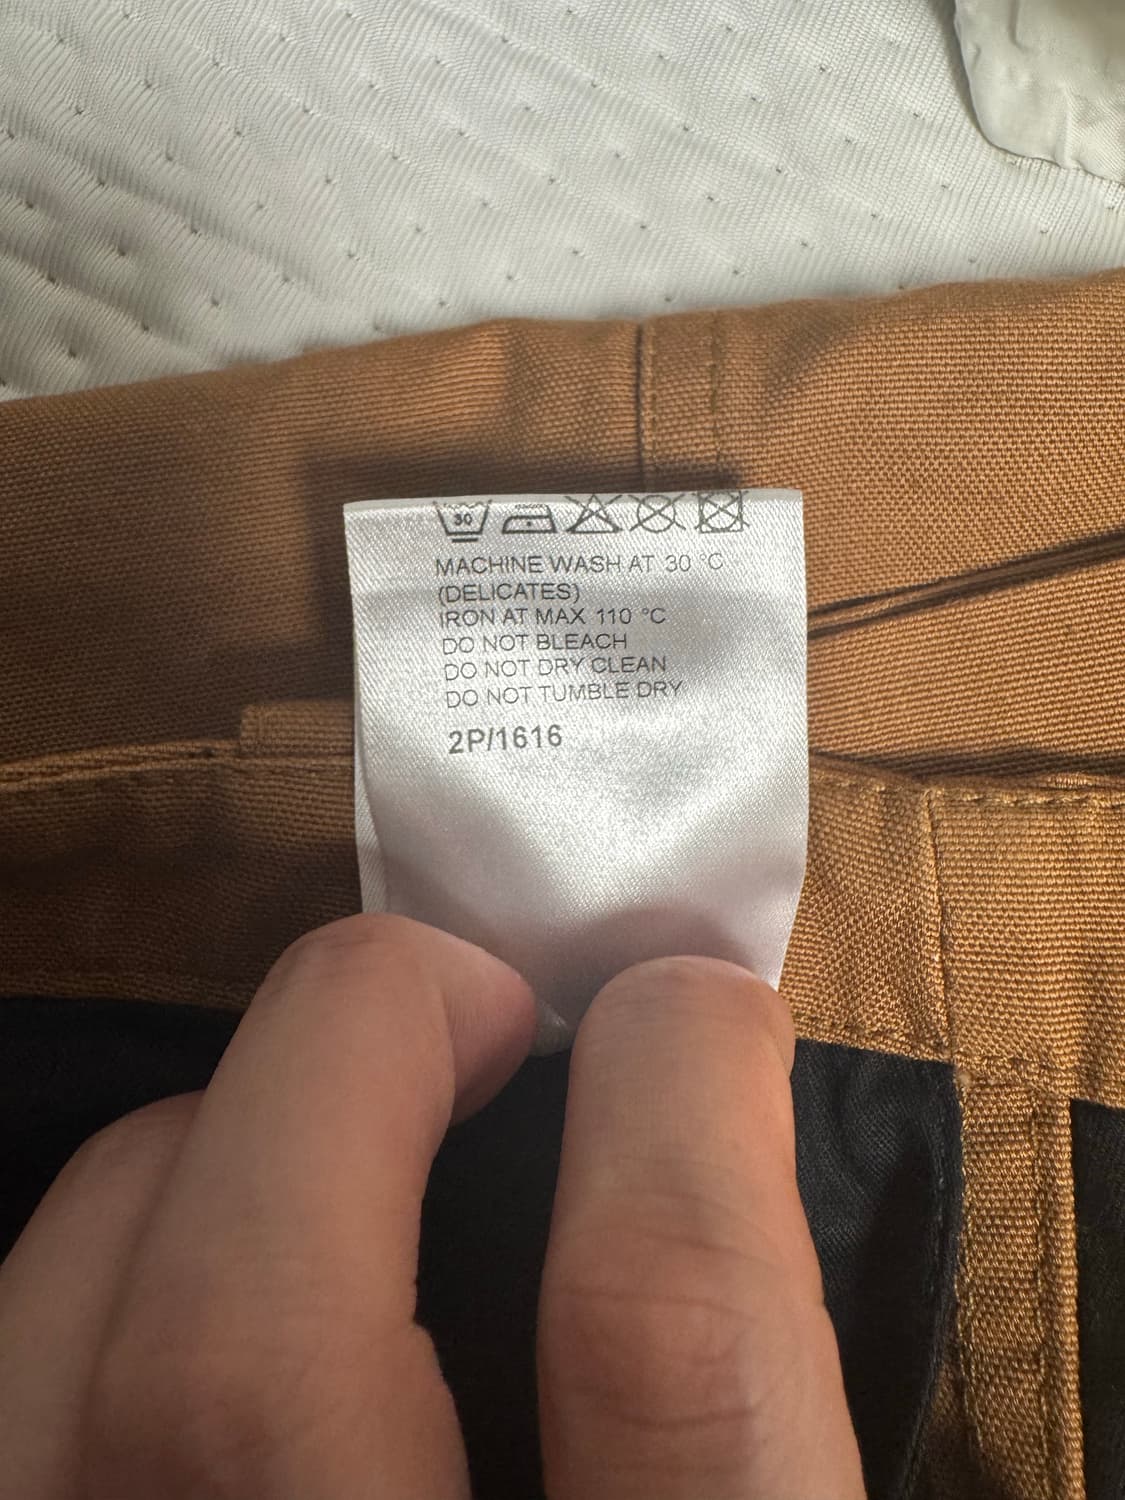 30
MACHINE WASH AT 30 °C
(DELICATES)
IRON AT MAX 110 °C
DO NOT BLEACH
DO NOT DRY CLEAN
DO NOT TUMBLE DRY
2P/1616